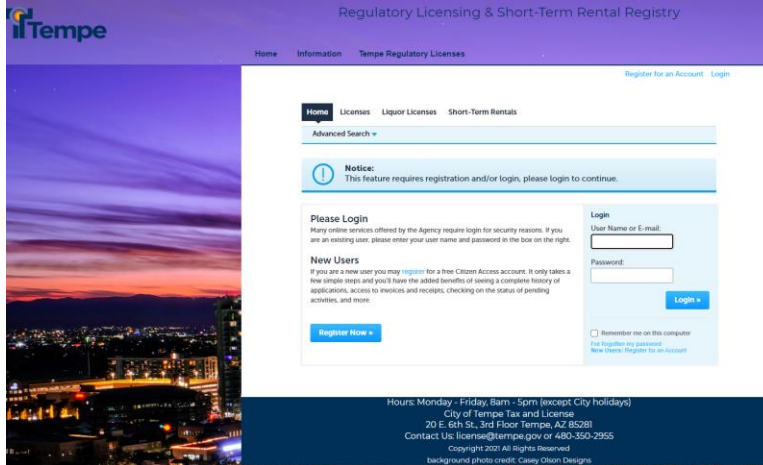 Tempe
Regulatory Licensing & Short-Term Rental Registry
Home Information Tempe Regulatory Licenses
Register for an Account Login
Home Licenses Liquor Licenses Short-Term Rentals
Advanced Search
Notice:
This feature requires registration and/or login, please login to continue.
Please Login
Many online services offered by the Agency require login for security reasons. If you
are an existing user, please enter your user name and password in the box on the right.
New Users
If you are a new user you may register for a free Citizen Access account. It only takes a
few simple steps and you'll have the added benefits of seeing a complete history of
applications, access to invoices and receipts, checking on the status of pending
activities, and more.
Register Now »
Login
User Name or E-mail:
Password:
Login »
Remember me on this computer
I've forgotten my password
New Users: Register for an Account
Hours: Monday - Friday, 8am - 5pm (except City holidays)
City of Tempe Tax and License
20 E. 6th St., 3rd Floor Tempe, AZ 85281
Contact Us: license@tempe.gov or 480-350-2955
Copyright 2021 All Rights Reserved
background photo credit: Casey Olson Designs